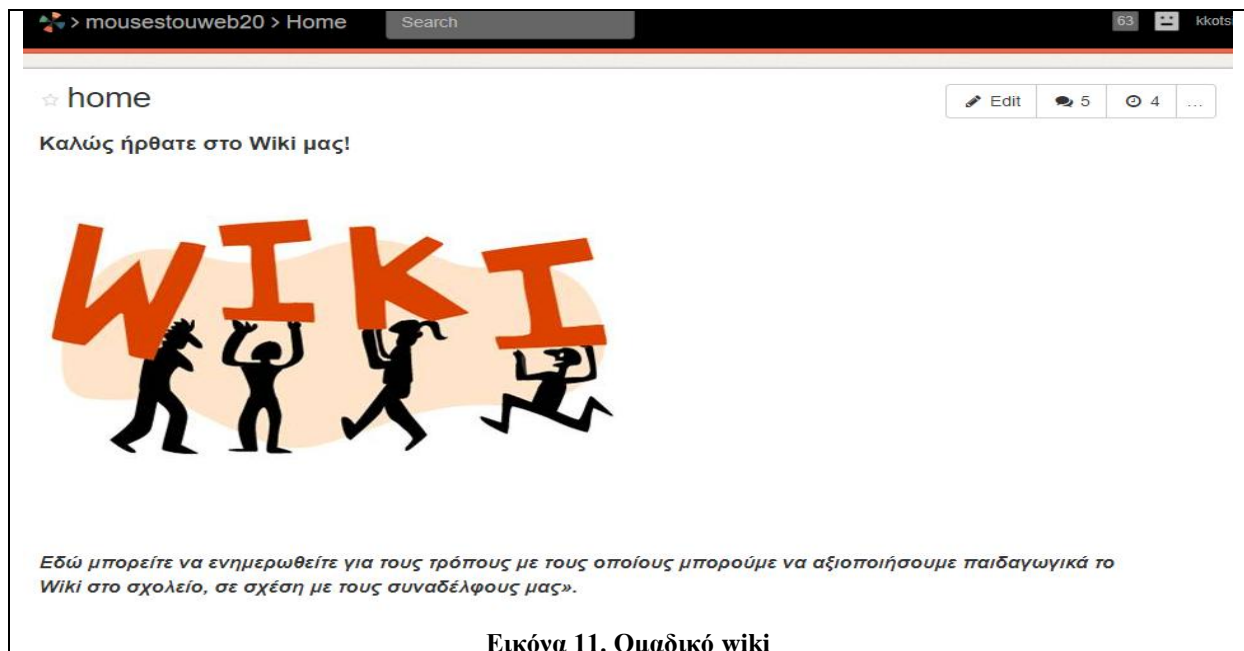 > mousestouweb20 > Home Search 63 kkots
home Edit 5 4 ...
Καλώς ήρθατε στο Wiki μας!
WIKI
Εδώ μπορείτε να ενημερωθείτε για τους τρόπους με τους οποίους μπορούμε να αξιοποιήσουμε παιδαγωγικά το
Wiki στο σχολείο, σε σχέση με τους συναδέλφους μας».
Εικόνα 11. Ομαδικό wiki